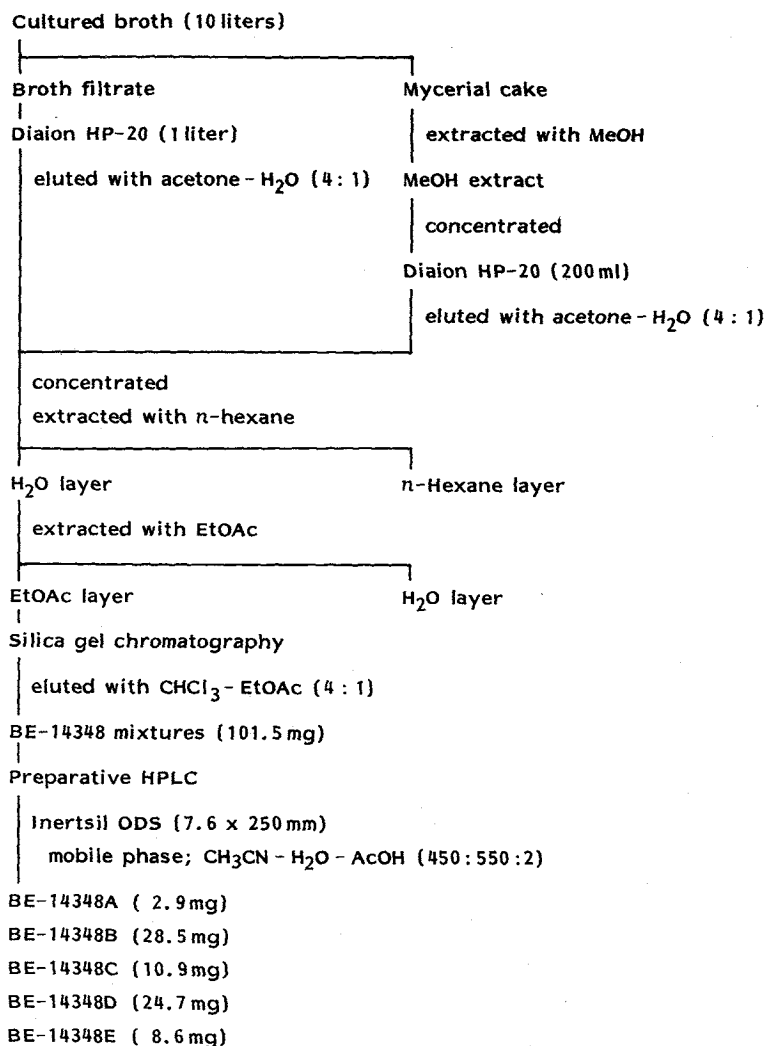 Cultured broth (10 liters)
Broth filtrate
Mycerial cake
Diaion HP-20 (1 liter)
extracted with MeOH
eluted with acetone - H₂O (4 : 1)
MeOH extract
concentrated
Diaion HP-20 (200 ml)
eluted with acetone - H₂O (4 : 1)
concentrated
extracted with n-hexane
H₂O layer
n-Hexane layer
extracted with EtOAc
EtOAc layer
H₂O layer
Silica gel chromatography
eluted with CHCl₃ - EtOAc (4 : 1)
BE-14348 mixtures (101.5 mg)
Preparative HPLC
Inertsil ODS (7.6 x 250 mm)
mobile phase; CH₃CN - H₂O - AcOH (450 : 550 : 2)
BE-14348A ( 2.9 mg)
BE-14348B (28.5 mg)
BE-14348C (10.9 mg)
BE-14348D (24.7 mg)
BE-14348E ( 8.6 mg)